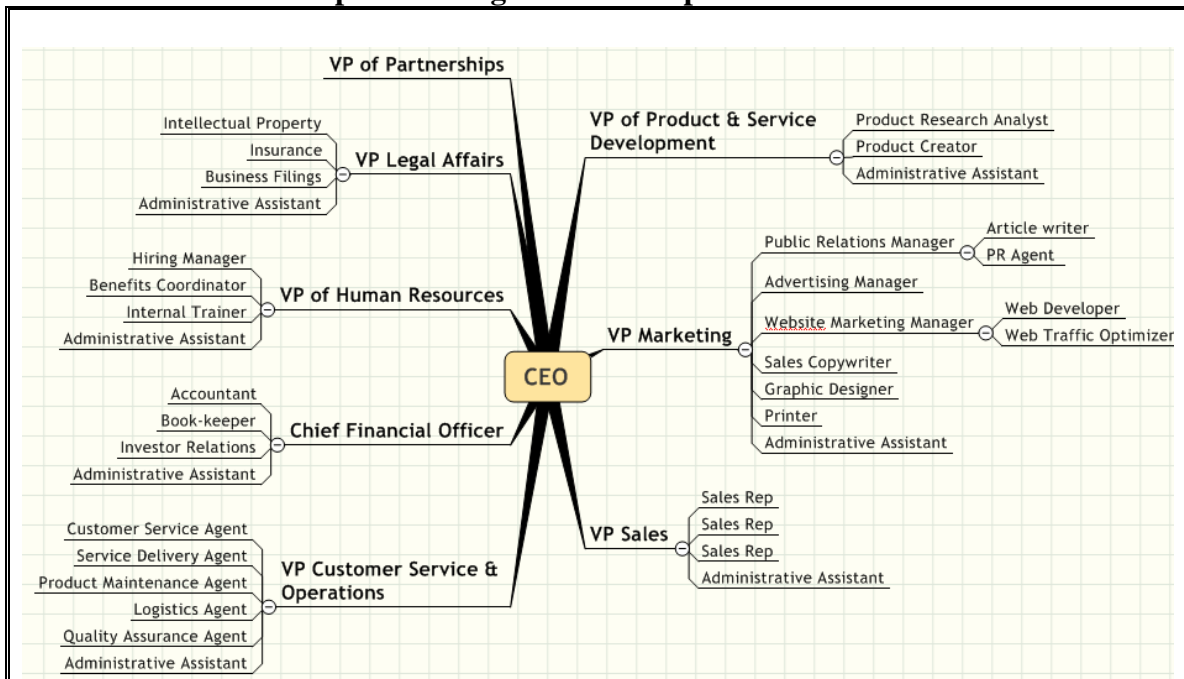 VP of Partnerships
Intellectual Property
Insurance
Business Filings
Administrative Assistant
VP Legal Affairs
Hiring Manager
Benefits Coordinator
Internal Trainer
Administrative Assistant
VP of Human Resources
Accountant
Book-keeper
Investor Relations
Administrative Assistant
Chief Financial Officer
Customer Service Agent
Service Delivery Agent
Product Maintenance Agent
Logistics Agent
Quality Assurance Agent
Administrative Assistant
VP Customer Service &
Operations
CEO
VP of Product & Service
Development
Product Research Analyst
Product Creator
Administrative Assistant
VP Marketing
Public Relations Manager
Article writer
PR Agent
Advertising Manager
Website Marketing Manager
Web Developer
Web Traffic Optimizer
Sales Copywriter
Graphic Designer
Printer
Administrative Assistant
VP Sales
Sales Rep
Sales Rep
Sales Rep
Administrative Assistant